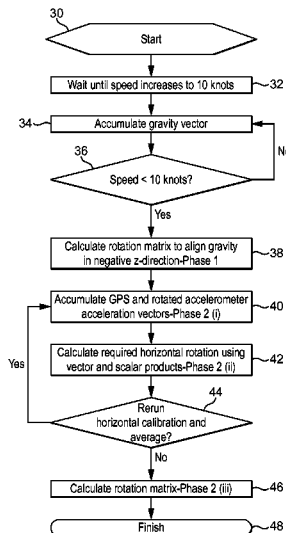 30
Start
Wait until speed increases to 10 knots
32
34
Accumulate gravity vector
36
No
Speed < 10 knots?
Yes
Calculate rotation matrix to align gravity
in negative z-direction-Phase 1
38
Accumulate GPS and rotated accelerometer
acceleration vectors-Phase 2 (i)
40
Yes
Calculate required horizontal rotation using
vector and scalar products-Phase 2 (ii)
42
44
Rerun
horizontal calibration and
average?
No
Calculate rotation matrix-Phase 2 (iii)
46
Finish
48